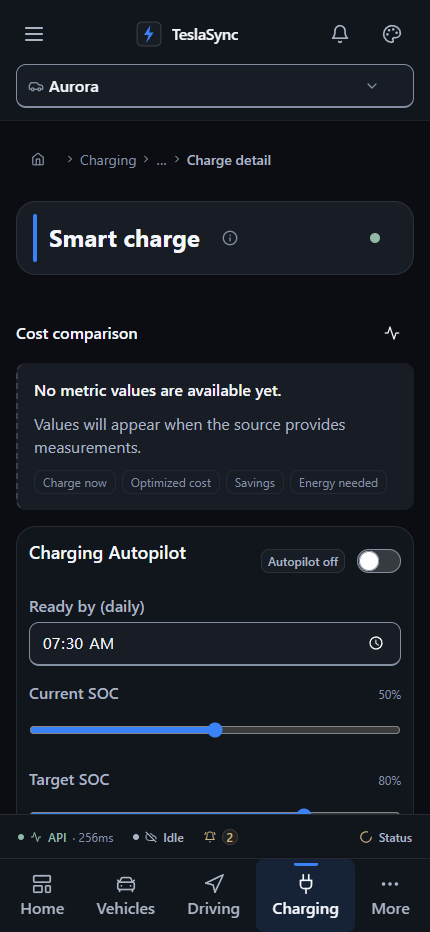 TeslaSync
Aurora
Charging
...
Charge detail
Smart charge
Cost comparison
No metric values are available yet.
Values will appear when the source provides
measurements.
Charge now
Optimized cost
Savings
Energy needed
Charging Autopilot
Autopilot off
Ready by (daily)
07:30 AM
Current SOC
50%
Target SOC
80%
API · 256ms
Idle
2
Status
Home
Vehicles
Driving
Charging
More